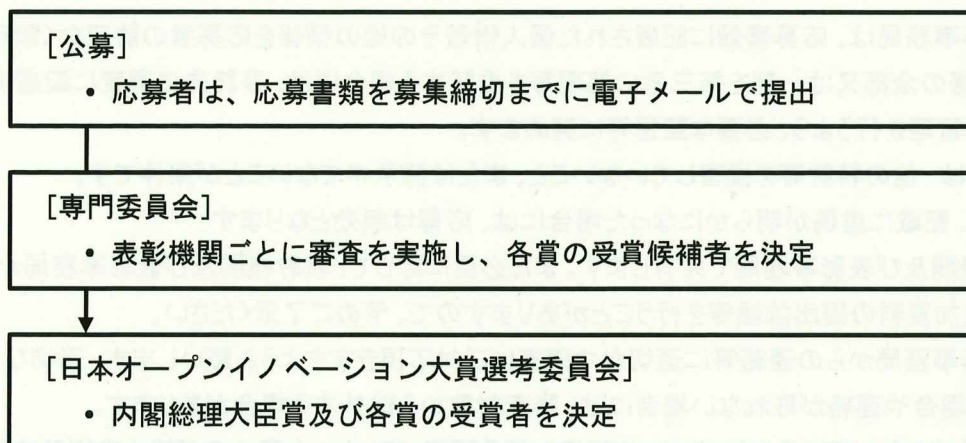 [公募]
・応募者は、応募書類を募集締切までに電子メールで提出
[専門委員会]
・表彰機関ごとに審査を実施し、各賞の受賞候補者を決定
[日本オープンイノベーション大賞選考委員会]
・内閣総理大臣賞及び各賞の受賞者を決定